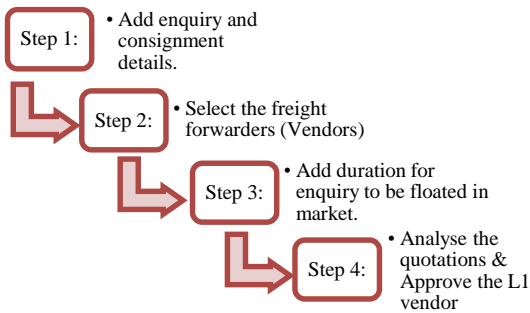 Step 1:
• Add enquiry and
consignment
details.
Step 2:
• Select the freight
forwarders (Vendors)
Step 3:
• Add duration for
enquiry to be floated in
market.
Step 4:
• Analyse the
quotations &
Approve the L1
vendor